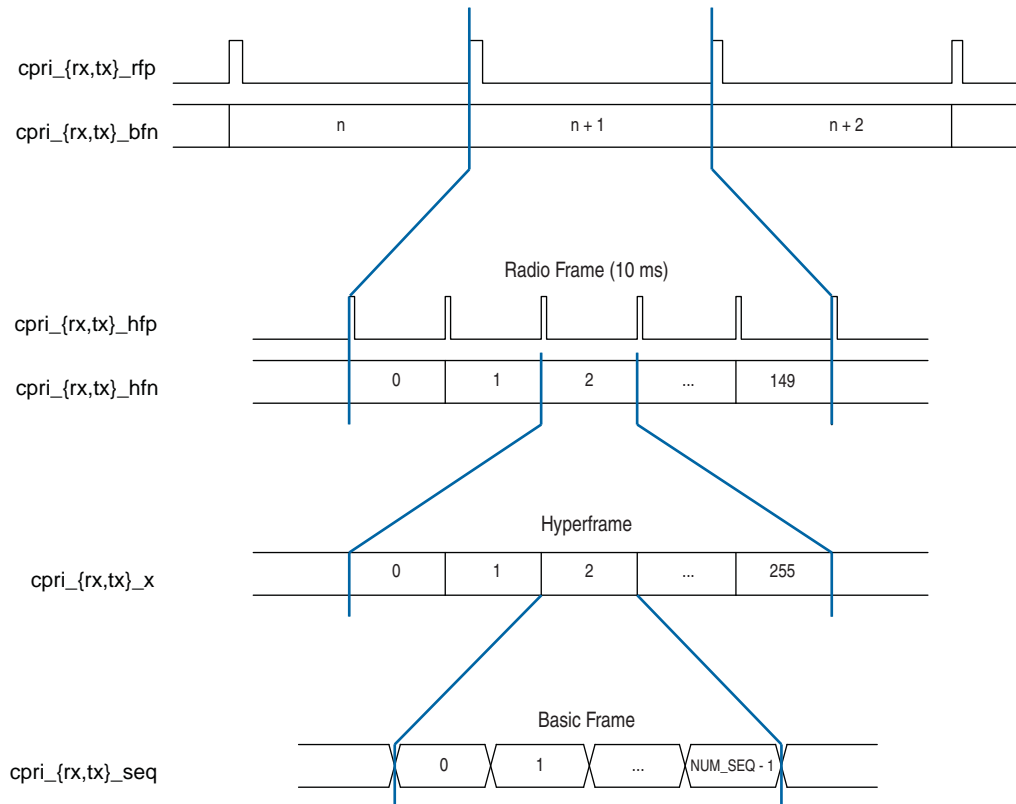 cpri_{rx,tx}_rfp
cpri_{rx,tx}_bfn
n
n + 1
n + 2
Radio Frame (10 ms)
cpri_{rx,tx}_hfp
cpri_{rx,tx}_hfn
0
1
2
...
149
Hyperframe
cpri_{rx,tx}_x
0
1
2
...
255
Basic Frame
cpri_{rx,tx}_seq
0
1
...
NUM_SEQ - 1